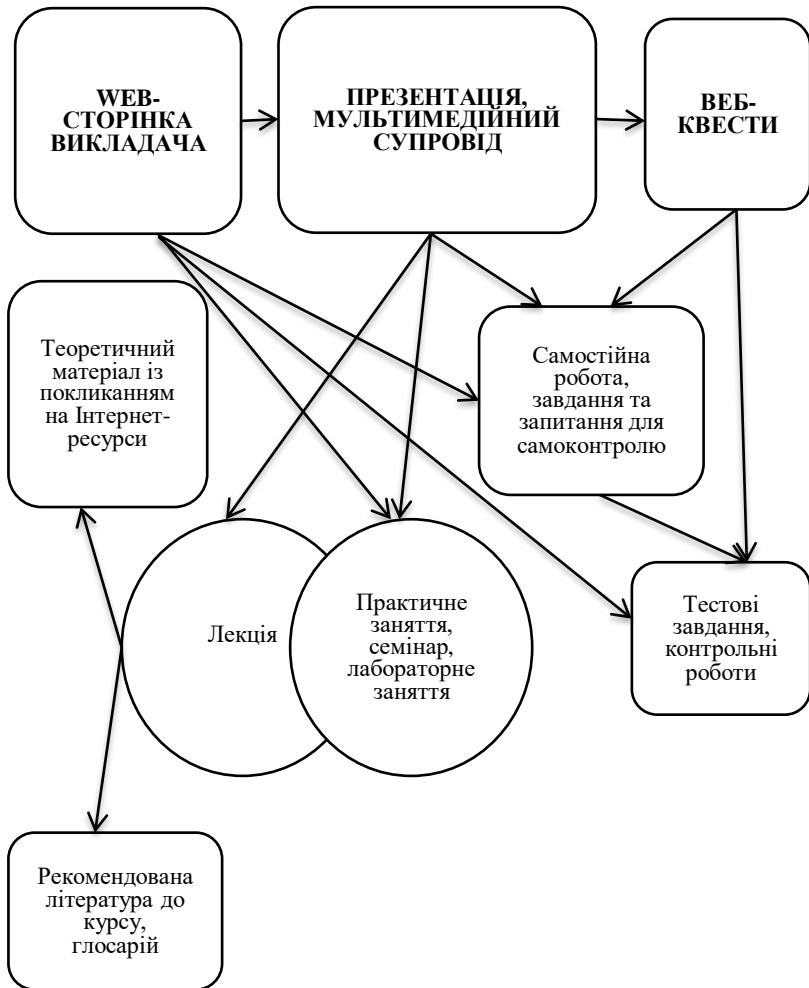 WEB-
СТОРІНКА
ВИКЛАДАЧА
ПРЕЗЕНТАЦІЯ,
МУЛЬТИМЕДІЙНИЙ
СУПРОВІД
ВЕБ-
КВЕСТИ
Теоретичний
матеріал із
покликанням
на Інтернет-
ресурси
Самостійна
робота,
завдання та
запитання для
самоконтролю
Лекція
Практичне
заняття,
семінар,
лабораторне
заняття
Тестові
завдання,
контрольні
роботи
Рекомендована
література до
курсу,
глосарій